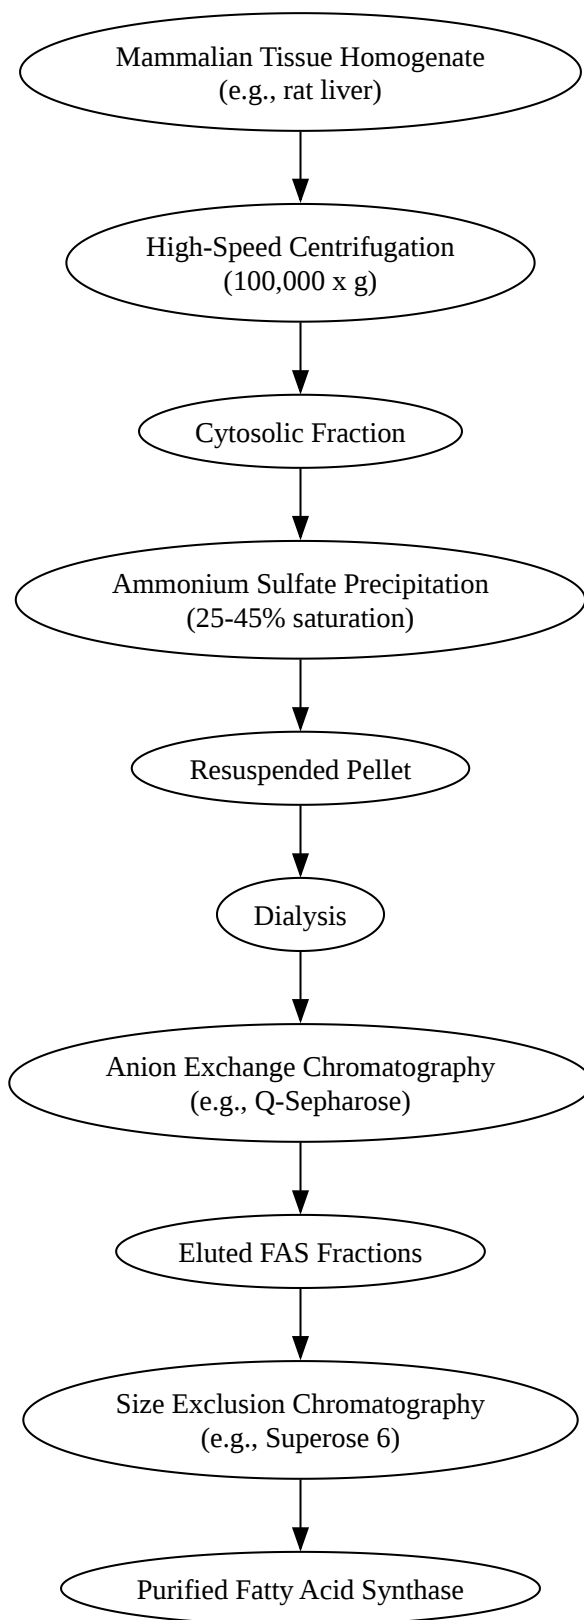 Mammalian Tissue Homogenate
(e.g., rat liver)
High-Speed Centrifugation
(100,000 x g)
Cytosolic Fraction
Ammonium Sulfate Precipitation
(25-45% saturation)
Resuspended Pellet
Dialysis
Anion Exchange Chromatography
(e.g., Q-Sepharose)
Eluted FAS Fractions
Size Exclusion Chromatography
(e.g., Superose 6)
Purified Fatty Acid Synthase